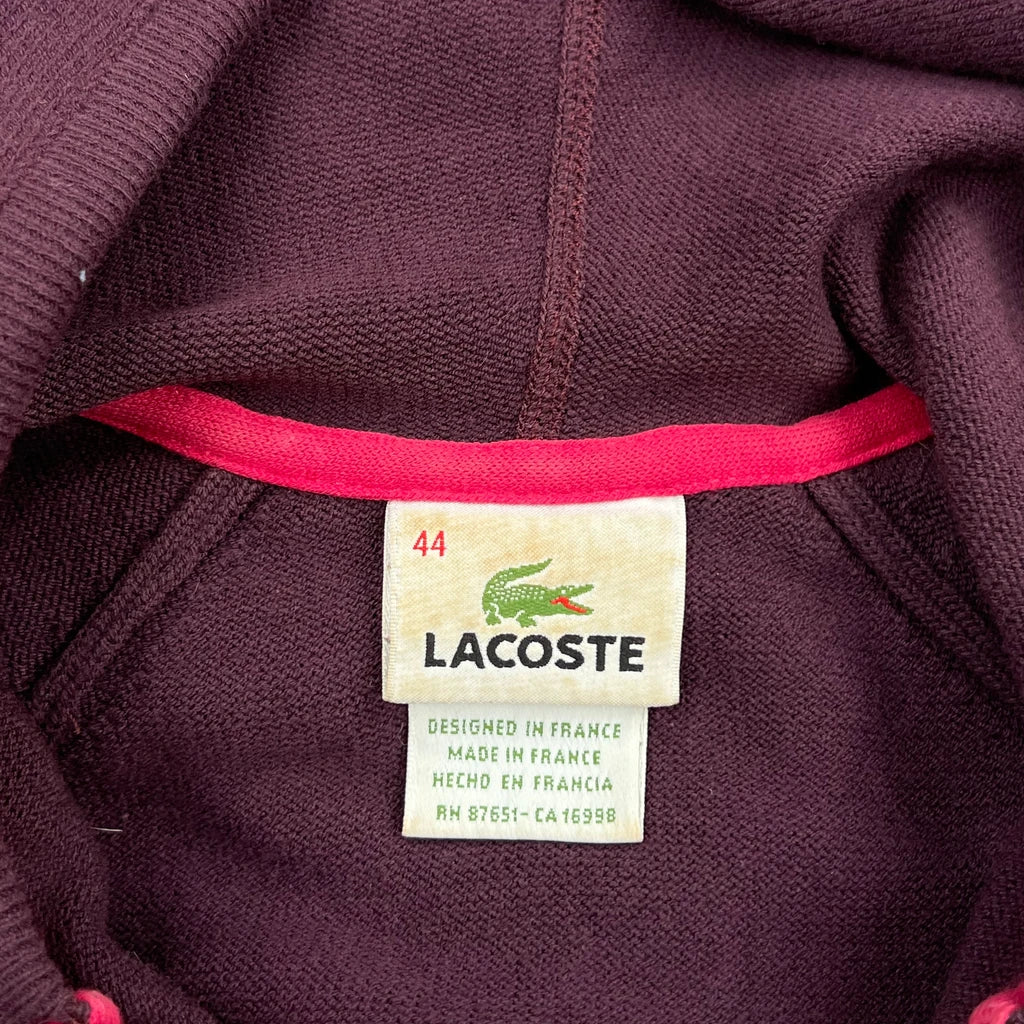 44
LACOSTE
DESIGNED IN FRANCE
MADE IN FRANCE
HECHO EN FRANCIA
RN 87651-CA 16998